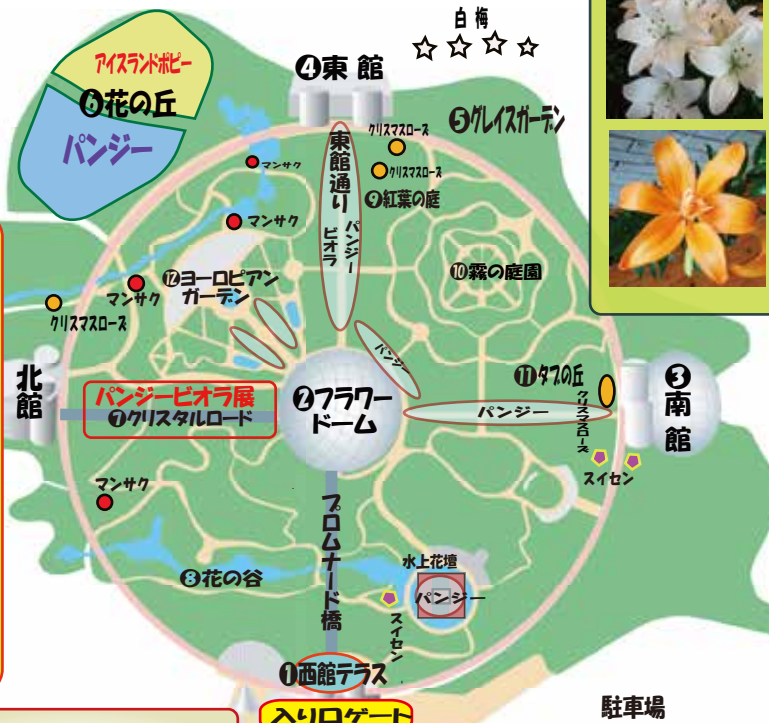 白梅
アイスランドポピー
❻花の丘
パンジー
❹東 館
❺グレイスガーデン
クリスマスローズ
クリスマスローズ
❾紅葉の庭
東館通り
パンジー
ビオラ
マンサク
マンサク
マンサク
クリスマスローズ
⓬ヨーロピアン
ガーデン
❿霧の庭園
北館
パンジービオラ展
❼クリスタルロード
❷フラワー
ドーム
パンジー
パンジー
⓫タブの丘
クリスマスローズ
❸南館
スイセン
マンサク
プロムナード橋
❽花の谷
水上花壇
パンジー
スイセン
❶西館テラス
入り口ゲート
駐車場